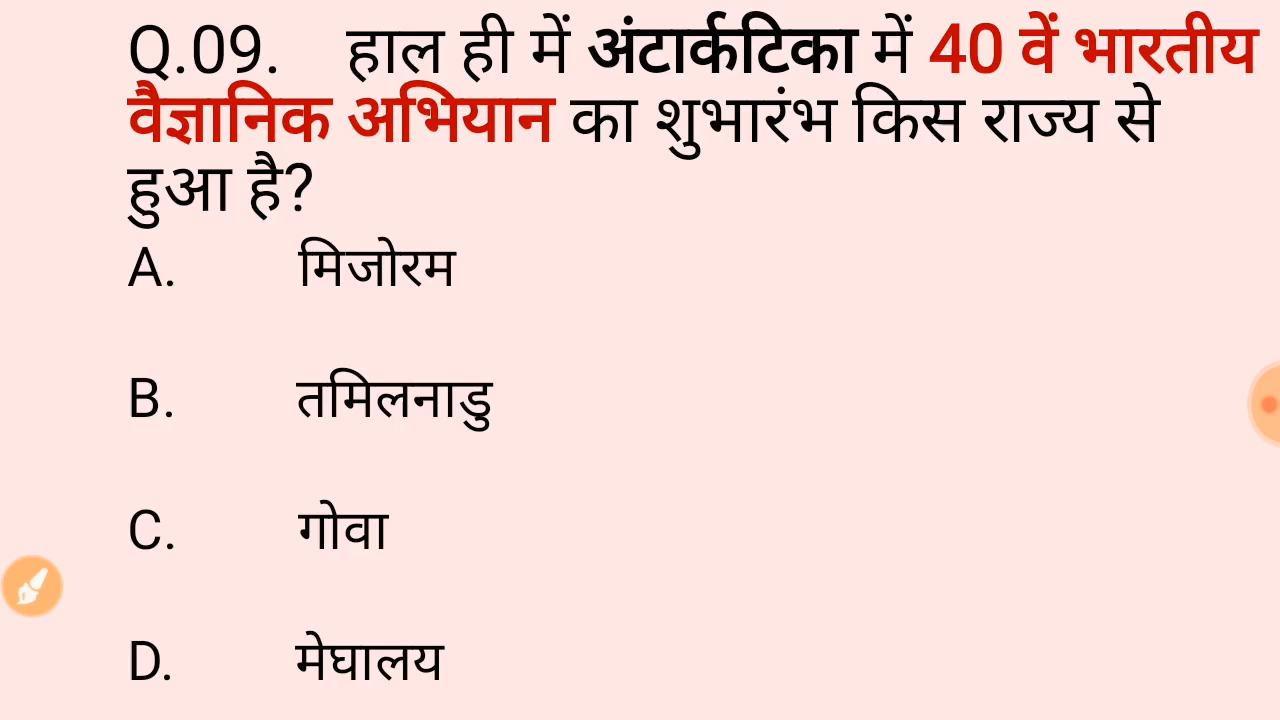 Q.09. हाल ही में अंटार्कटिका में 40 वें भारतीय
वैज्ञानिक अभियान का शुभारंभ किस राज्य से
हुआ है?
A. मिजोरम
B. तमिलनाडु
C. गोवा
D. मेघालय